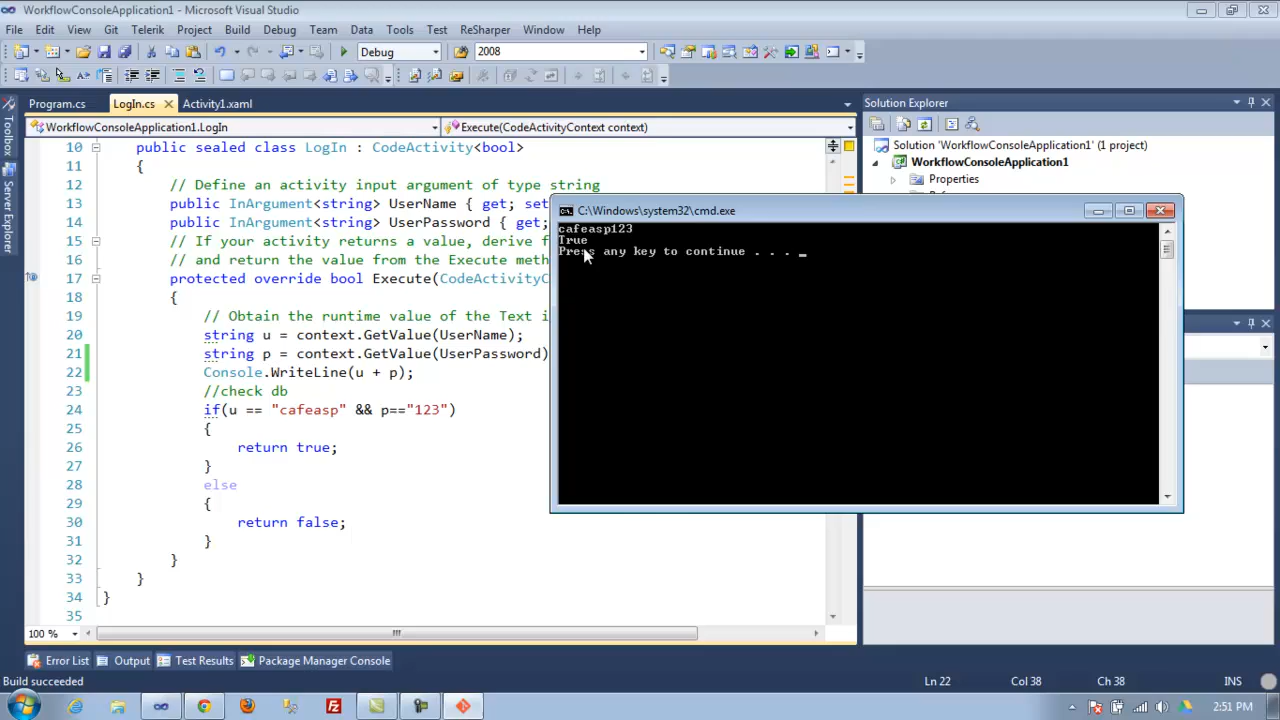 WorkflowConsoleApplication1 - Microsoft Visual Studio
File Edit View Git Telerik Project Build Debug Team Data Tools Test ReSharper Window Help
Debug 2008
Program.cs LogIn.cs Activity1.xaml
WorkflowConsoleApplication1.LogIn Execute(CodeActivityContext context)
10 public sealed class LogIn : CodeActivity<bool>
11 {
12 // Define an activity input argument of type string
13 public InArgument<string> UserName { get; set
14 public InArgument<string> UserPassword { get;
15 // If your activity returns a value, derive f
16 // and return the value from the Execute meth
17 protected override bool Execute(CodeActivityC
18 {
19 // Obtain the runtime value of the Text i
20 string u = context.GetValue(UserName);
21 string p = context.GetValue(UserPassword)
22 Console.WriteLine(u + p);
23 //check db
24 if(u == "cafeasp" && p=="123")
25 {
26 return true;
27 }
28 else
29 {
30 return false;
31 }
32 }
33 }
34 }
35
100 %
Toolbox
Server Explorer
Solution Explorer
Solution 'WorkflowConsoleApplication1' (1 project)
WorkflowConsoleApplication1
Properties
C:\Windows\system32\cmd.exe
cafeasp123
True
Press any key to continue . . . _
Error List Output Test Results Package Manager Console
Build succeeded Ln 22 Col 38 Ch 38 INS
2:51 PM